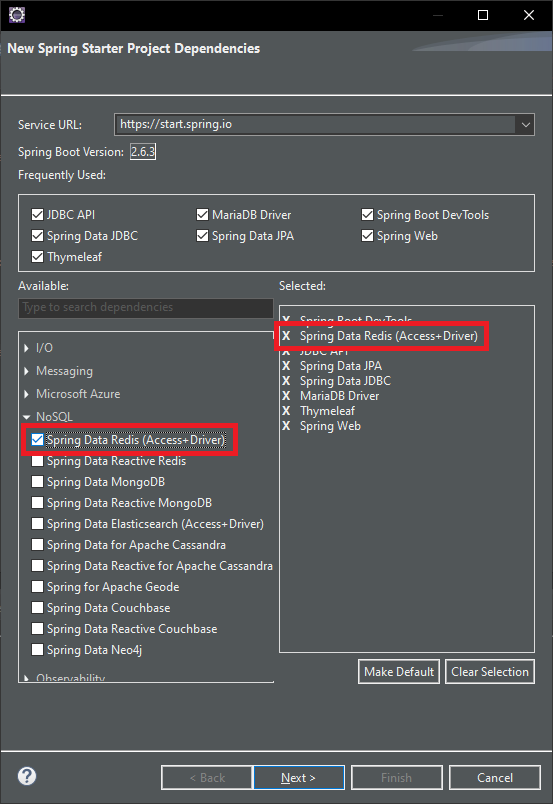 New Spring Starter Project Dependencies
Service URL: https://start.spring.io
Spring Boot Version: 2.6.3
Frequently Used:
JDBC API MariaDB Driver Spring Boot DevTools
Spring Data JDBC Spring Data JPA Spring Web
Thymeleaf
Available:
Type to search dependencies
I/O
Messaging
Microsoft Azure
NoSQL
Spring Data Redis (Access+Driver)
Spring Data Reactive Redis
Spring Data MongoDB
Spring Data Reactive MongoDB
Spring Data Elasticsearch (Access+Driver)
Spring Data for Apache Cassandra
Spring Data Reactive for Apache Cassandra
Spring for Apache Geode
Spring Data Couchbase
Spring Data Reactive Couchbase
Spring Data Neo4j
Observability
Selected:
X Spring Boot DevTools
X Spring Data Redis (Access+Driver)
X JDBC API
X Spring Data JPA
X Spring Data JDBC
X MariaDB Driver
X Thymeleaf
X Spring Web
Make Default Clear Selection
? < Back Next > Finish Cancel